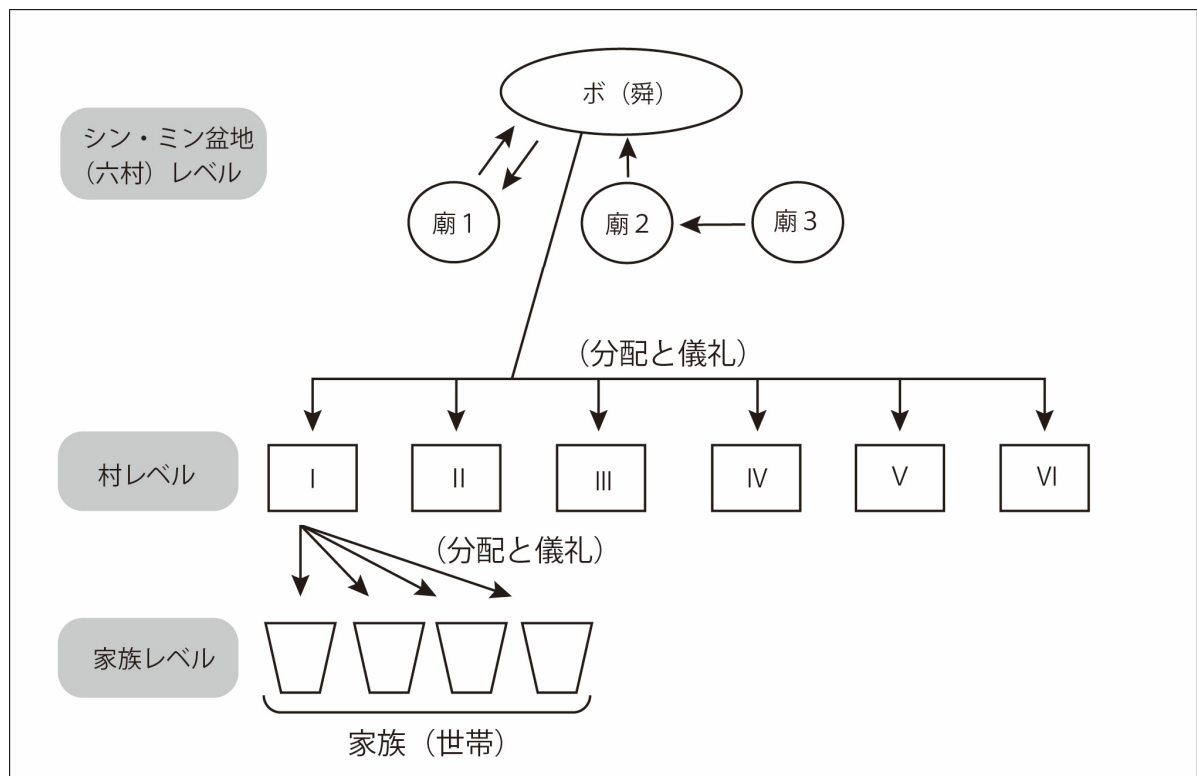 ボ（舜）
シン・ミン盆地
（六村）レベル
廟1
廟2
廟3
（分配と儀礼）
村レベル
Ⅰ
Ⅱ
Ⅲ
Ⅳ
Ⅴ
Ⅵ
（分配と儀礼）
家族レベル
家族（世帯）